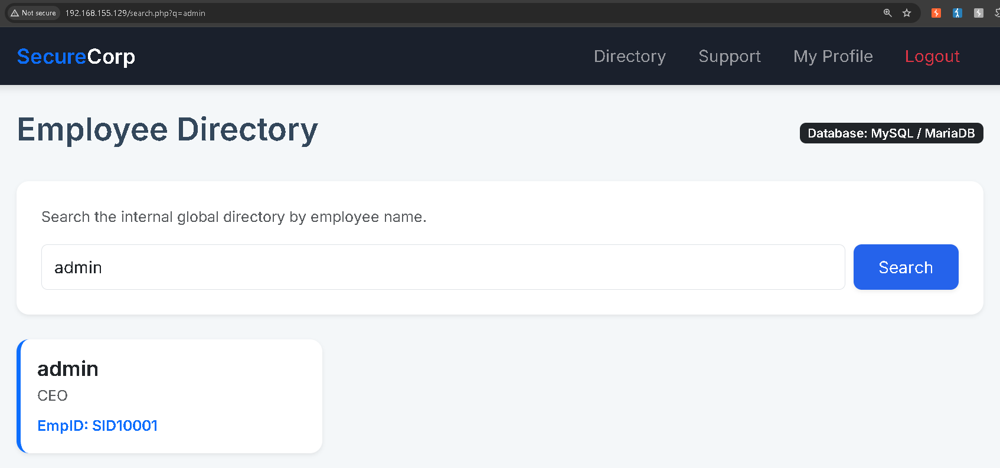 Not secure 192.168.155.129/search.php?q=admin
SecureCorp Directory Support My Profile Logout
Employee Directory
Database: MySQL / MariaDB
Search the internal global directory by employee name.
admin Search
admin
CEO
EmpID: SID10001